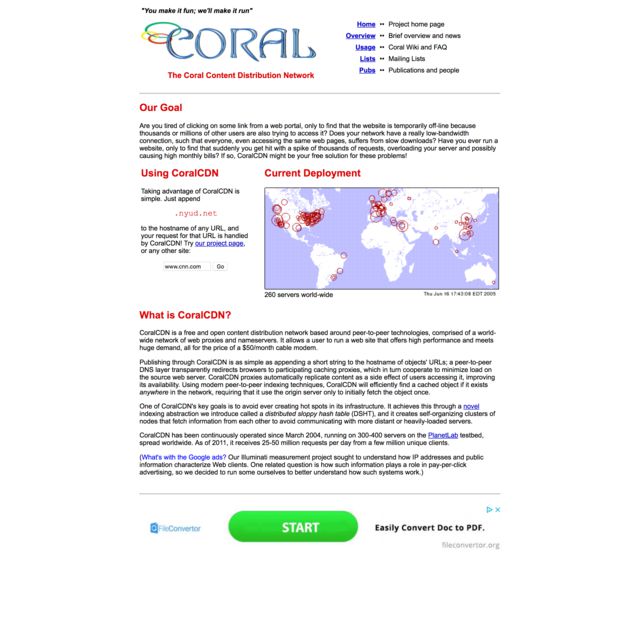 "You make it fun; we'll make it run"
CORAL
The Coral Content Distribution Network
Home •• Project home page
Overview •• Brief overview and news
Usage •• Coral Wiki and FAQ
Lists •• Mailing Lists
Pubs •• Publications and people
Our Goal
Are you tired of clicking on some link from a web portal, only to find that the website is temporarily off-line because
thousands or millions of other users are also trying to access it? Does your network have a really low-bandwidth
connection, such that everyone, even accessing the same web pages, suffers from slow downloads? Have you ever run a
website, only to find that suddenly you get hit with a spike of thousands of requests, overloading your server and possibly
causing high monthly bills? If so, CoralCDN might be your free solution for these problems!
Using CoralCDN
Taking advantage of CoralCDN is
simple. Just append
.nyud.net
to the hostname of any URL, and
your request for that URL is handled
by CoralCDN! Try our project page,
or any other site:
www.cnn.com Go
Current Deployment
260 servers world-wide
Thu Jun 16 17:43:08 EDT 2005
What is CoralCDN?
CoralCDN is a free and open content distribution network based around peer-to-peer technologies, comprised of a world-
wide network of web proxies and nameservers. It allows a user to run a web site that offers high performance and meets
huge demand, all for the price of a $50/month cable modem.
Publishing through CoralCDN is as simple as appending a short string to the hostname of objects' URLs; a peer-to-peer
DNS layer transparently redirects browsers to participating caching proxies, which in turn cooperate to minimize load on
the source web server. CoralCDN proxies automatically replicate content as a side effect of users accessing it, improving
its availability. Using modern peer-to-peer indexing techniques, CoralCDN will efficiently find a cached object if it exists
anywhere in the network, requiring that it use the origin server only to initially fetch the object once.
One of CoralCDN's key goals is to avoid ever creating hot spots in its infrastructure. It achieves this through a novel
indexing abstraction we introduce called a distributed sloppy hash table (DSHT), and it creates self-organizing clusters of
nodes that fetch information from each other to avoid communicating with more distant or heavily-loaded servers.
CoralCDN has been continuously operated since March 2004, running on 300-400 servers on the PlanetLab testbed,
spread worldwide. As of 2011, it receives 25-50 million requests per day from a few million unique clients.
(What's with the Google ads? Our Illuminati measurement project sought to understand how IP addresses and public
information characterize Web clients. One related question is how such information plays a role in pay-per-click
advertising, so we decided to run some ourselves to better understand how such systems work.)
FileConvertor
START
Easily Convert Doc to PDF.
fileconvertor.org